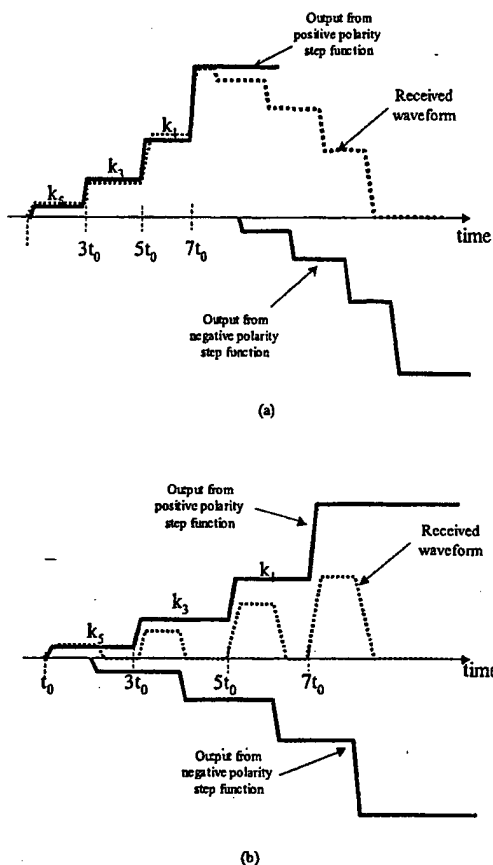 Output from
positive polarity
step function
Received
waveform
k₁
k₃
k₅
3t₀
5t₀
7t₀
time
Output from
negative polarity
step function
(a)
Output from
positive polarity
step function
Received
waveform
k₁
k₃
k₅
t₀
3t₀
5t₀
7t₀
time
Output from
negative polarity
step function
(b)